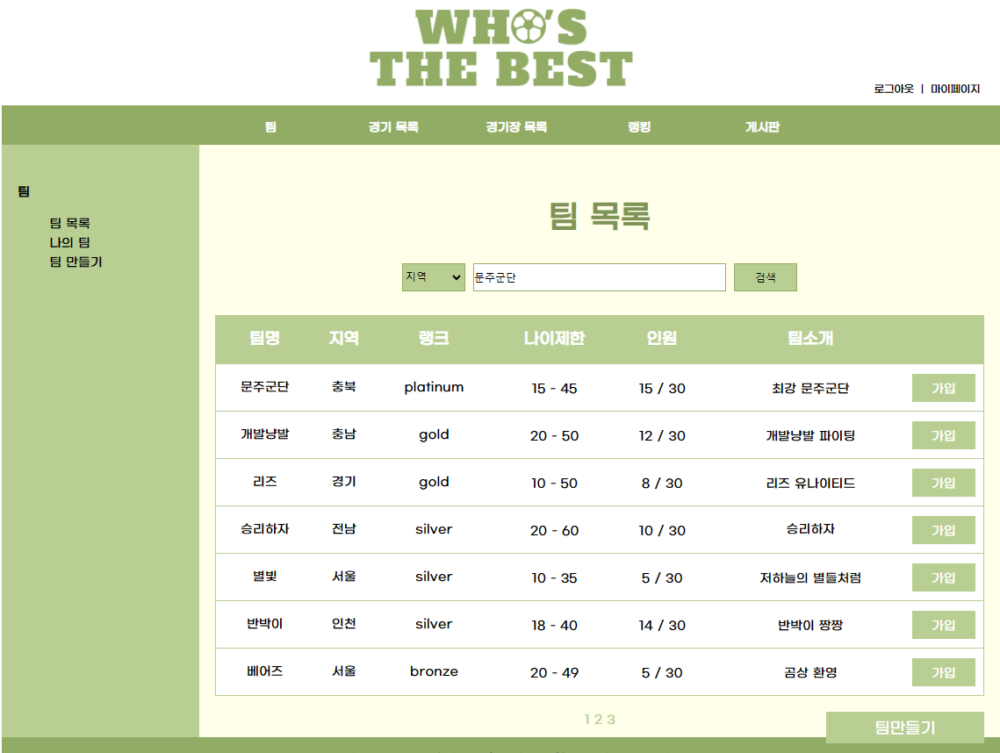 WHO'S
THE BEST
로그아웃 | 마이페이지
팀 경기 목록 경기장 목록 랭킹 게시판
팀
팀 목록
나의 팀
팀 만들기
팀 목록
지역 문주군단 검색
팀명 지역 랭크 나이제한 인원 팀소개
문주군단 충북 platinum 15 - 45 15 / 30 최강 문주군단 가입
개발냥발 충남 gold 20 - 50 12 / 30 개발냥발 파이팅 가입
리즈 경기 gold 10 - 50 8 / 30 리즈 유나이티드 가입
승리하자 전남 silver 20 - 60 10 / 30 승리하자 가입
별빛 서울 silver 10 - 35 5 / 30 저하늘의 별들처럼 가입
반박이 인천 silver 18 - 40 14 / 30 반박이 짱짱 가입
베어즈 서울 bronze 20 - 49 5 / 30 곰상 환영 가입
1 2 3
팀만들기